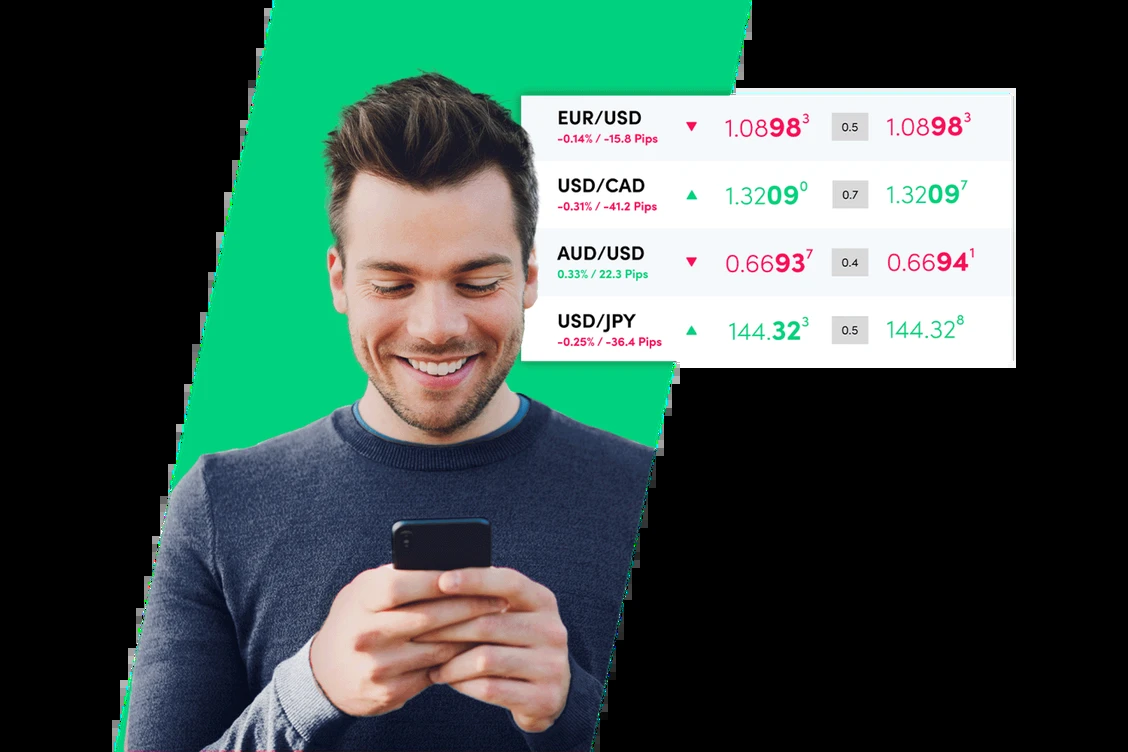 EUR/USD
-0.14% / -15.8 Pips
1.08983 0.5 1.08983
USD/CAD
-0.31% / -41.2 Pips
1.32090 0.7 1.32097
AUD/USD
0.33% / 22.3 Pips
0.66937 0.4 0.66941
USD/JPY
-0.25% / -36.4 Pips
144.323 0.5 144.328